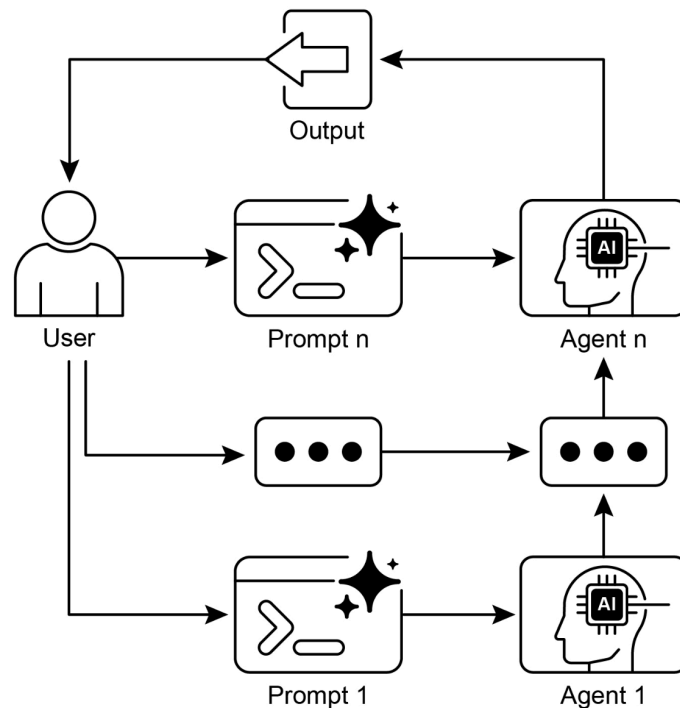 Output
AI
User
Prompt n
Agent n
AI
Prompt 1
Agent 1